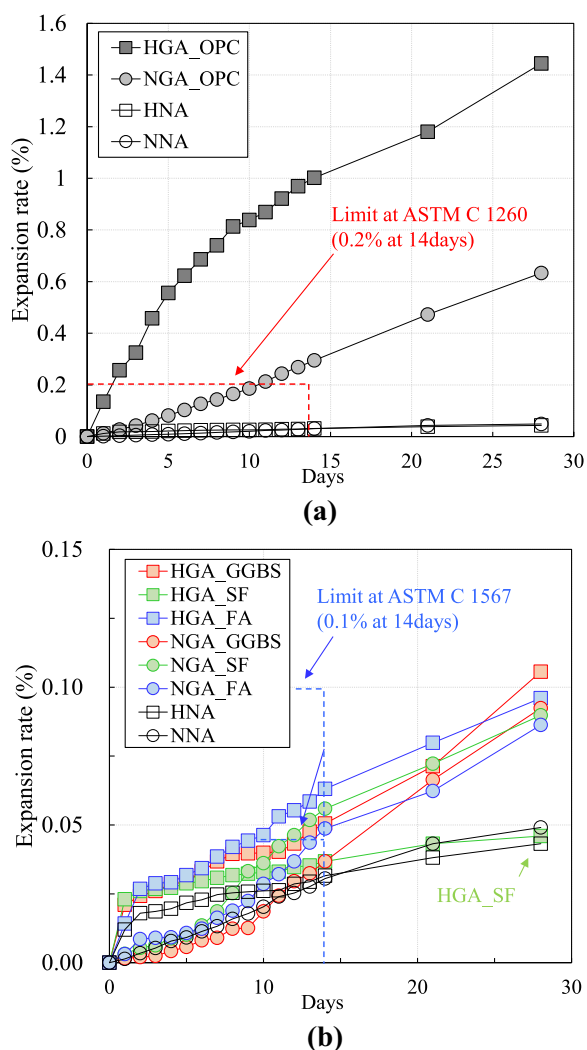 1.6
1.4
1.2
1
0.8
0.6
0.4
0.2
0
Expansion rate (%)
HGA_OPC
NGA_OPC
HNA
NNA
Limit at ASTM C 1260
(0.2% at 14days)
0 5 10 15 20 25 30
Days
(a)
0.15
0.10
0.05
0.00
Expansion rate (%)
HGA_GGBS
HGA_SF
HGA_FA
NGA_GGBS
NGA_SF
NGA_FA
HNA
NNA
Limit at ASTM C 1567
(0.1% at 14days)
HGA_SF
0 10 20 30
Days
(b)